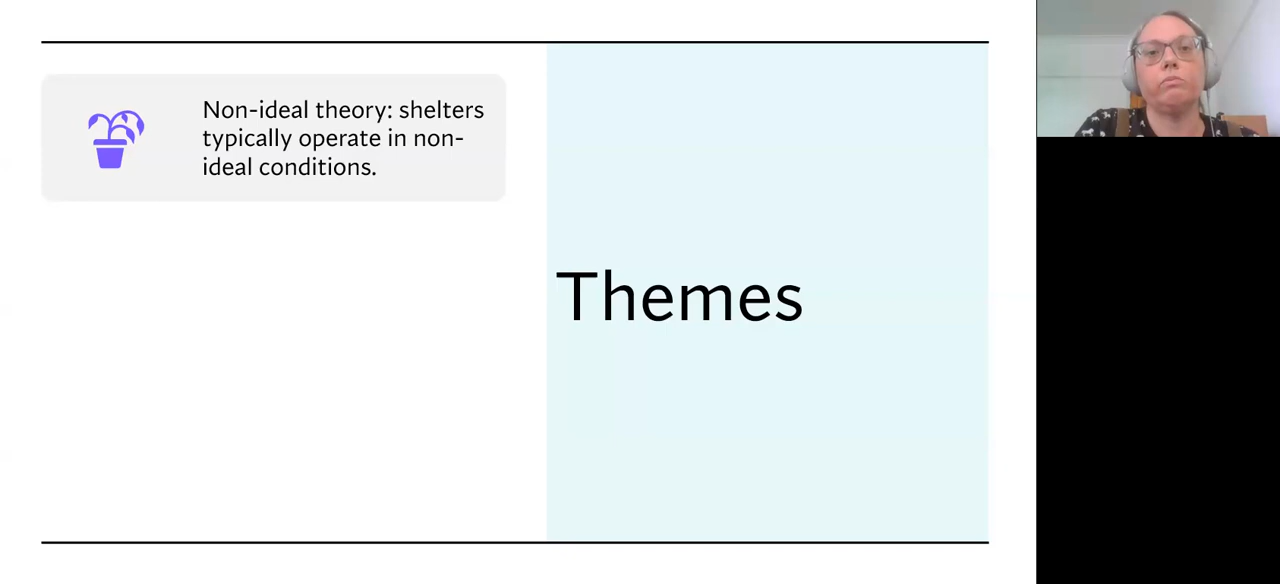 Non-ideal theory: shelters
typically operate in non-
ideal conditions.
Themes